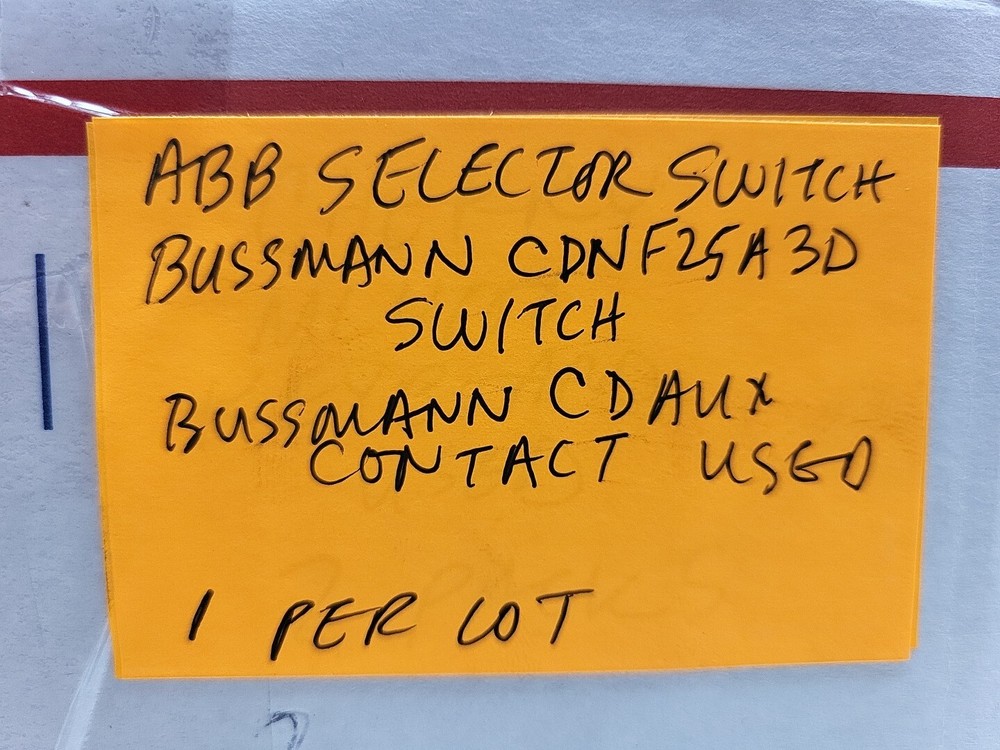 ABB SELECTOR SWITCH
BUSSMANN CDNF25A3D
SWITCH
BUSSMANN CDAUX
CONTACT USED
1 PER LOT